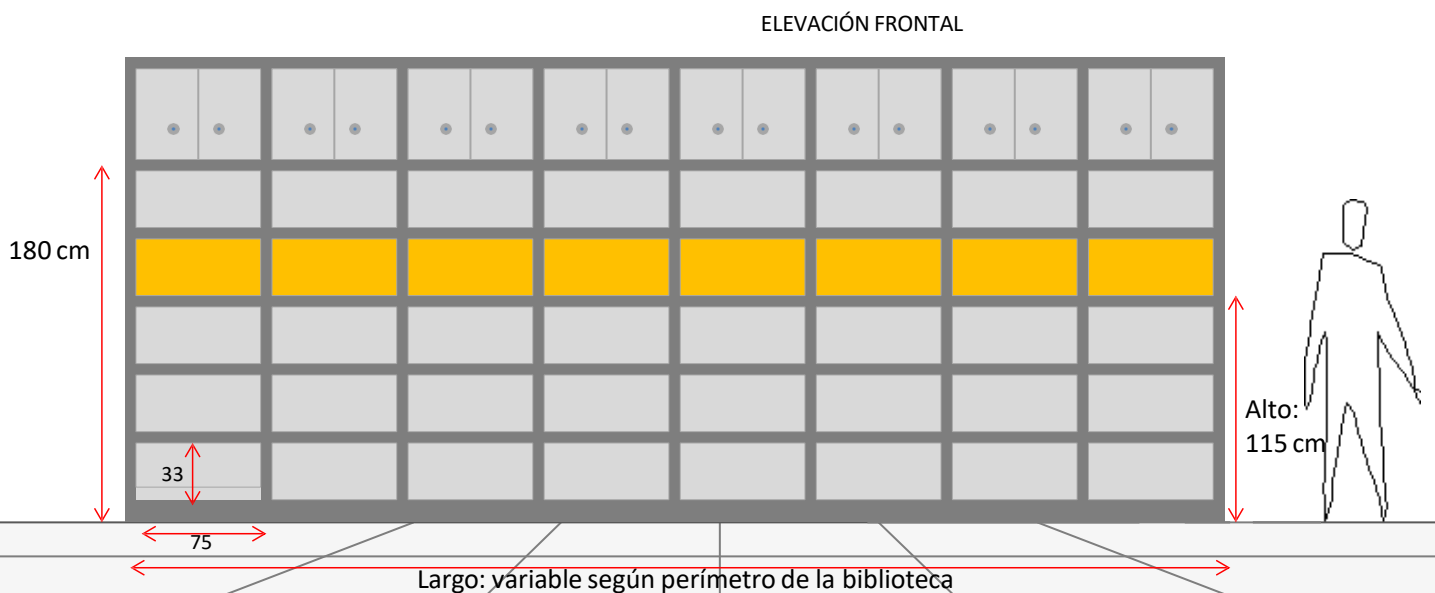 ELEVACIÓN FRONTAL
180 cm
Alto:
115 cm
33
75
Largo: variable según perímetro de la biblioteca